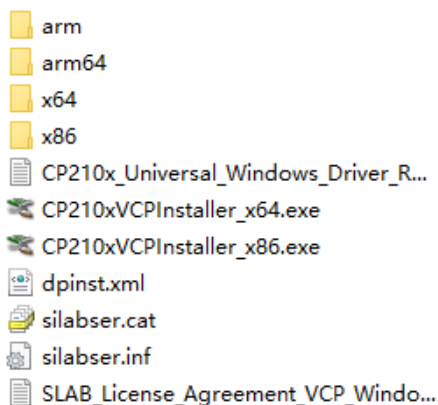 arm
arm64
x64
x86
CP210x_Universal_Windows_Driver_R...
CP210xVCPInstaller_x64.exe
CP210xVCPInstaller_x86.exe
dpinst.xml
silabser.cat
silabser.inf
SLAB_License_Agreement_VCP_Windo...